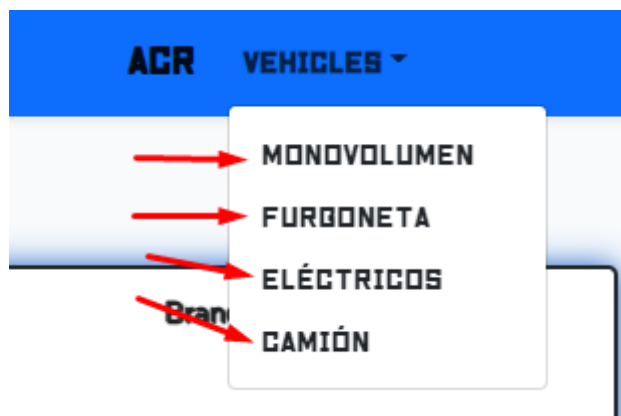 ACR VEHICLES
MONOVOLUMEN
FURGONETA
ELÉCTRICOS
CAMIÓN